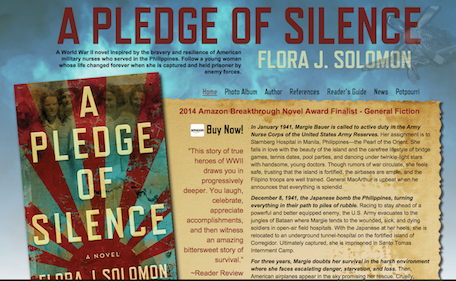 A PLEDGE OF SILENCE
A World War II novel inspired by the bravery and resilience of American
military nurses who served in the Philippines. Follow a young woman
whose life changed forever when she is captured and held prisoner by
enemy forces.
FLORA J. SOLOMON
Home Photo Album Author References Reader's Guide News Potpourri
2014 Amazon Breakthrough Novel Award Finalist - General Fiction
amazon Buy Now!
"This story of
true heroes of WWII
draws you in
progressively
deeper. You laugh,
celebrate,
appreciate
accomplishments,
and then witness
an amazing
bittersweet story of
survival."
~Reader Review
In January 1941, Margie Bauer is called to active duty in the Army
Nurse Corps of the United States Army Reserves. Her assignment is to
Sternberg Hospital in Manila, Philippines—the Pearl of the Orient. She
falls in love with the beauty of the island and the carefree lifestyle of bridge
games, tennis dates, pool parties, and dancing under twinkle-light stars
with handsome, young doctors. Though rumors of war circulate, she feels
safe, trusting that the island is fortified, the airbases are ample, and the
Filipino troops are well trained. General MacArthur is upbeat when he
announces that everything is splendid.
December 8, 1941, the Japanese bomb the Philippines, turning
everything in their path to piles of rubble. Racing to stay ahead of a
powerful and better equipped enemy, the U.S. Army evacuates to the
jungles of Bataan where Margie tends to the wounded, sick, and dying
soldiers in open-air field hospitals. With the Japanese at her heels, she is
relocated to an underground tunnel-hospital on the fortified island of
Corregidor. Ultimately captured, she is imprisoned in Santo Tomas
Internment Camp.
For three years, Margie doubts her survival in the harsh environment
where she faces escalating danger, starvation, and loss. Then,
American airplanes appear in the sky promising her rescue. Cruelly,
A
PLEDGE
OF
SILENCE
A NOVEL
FLORA J. SOLOMON